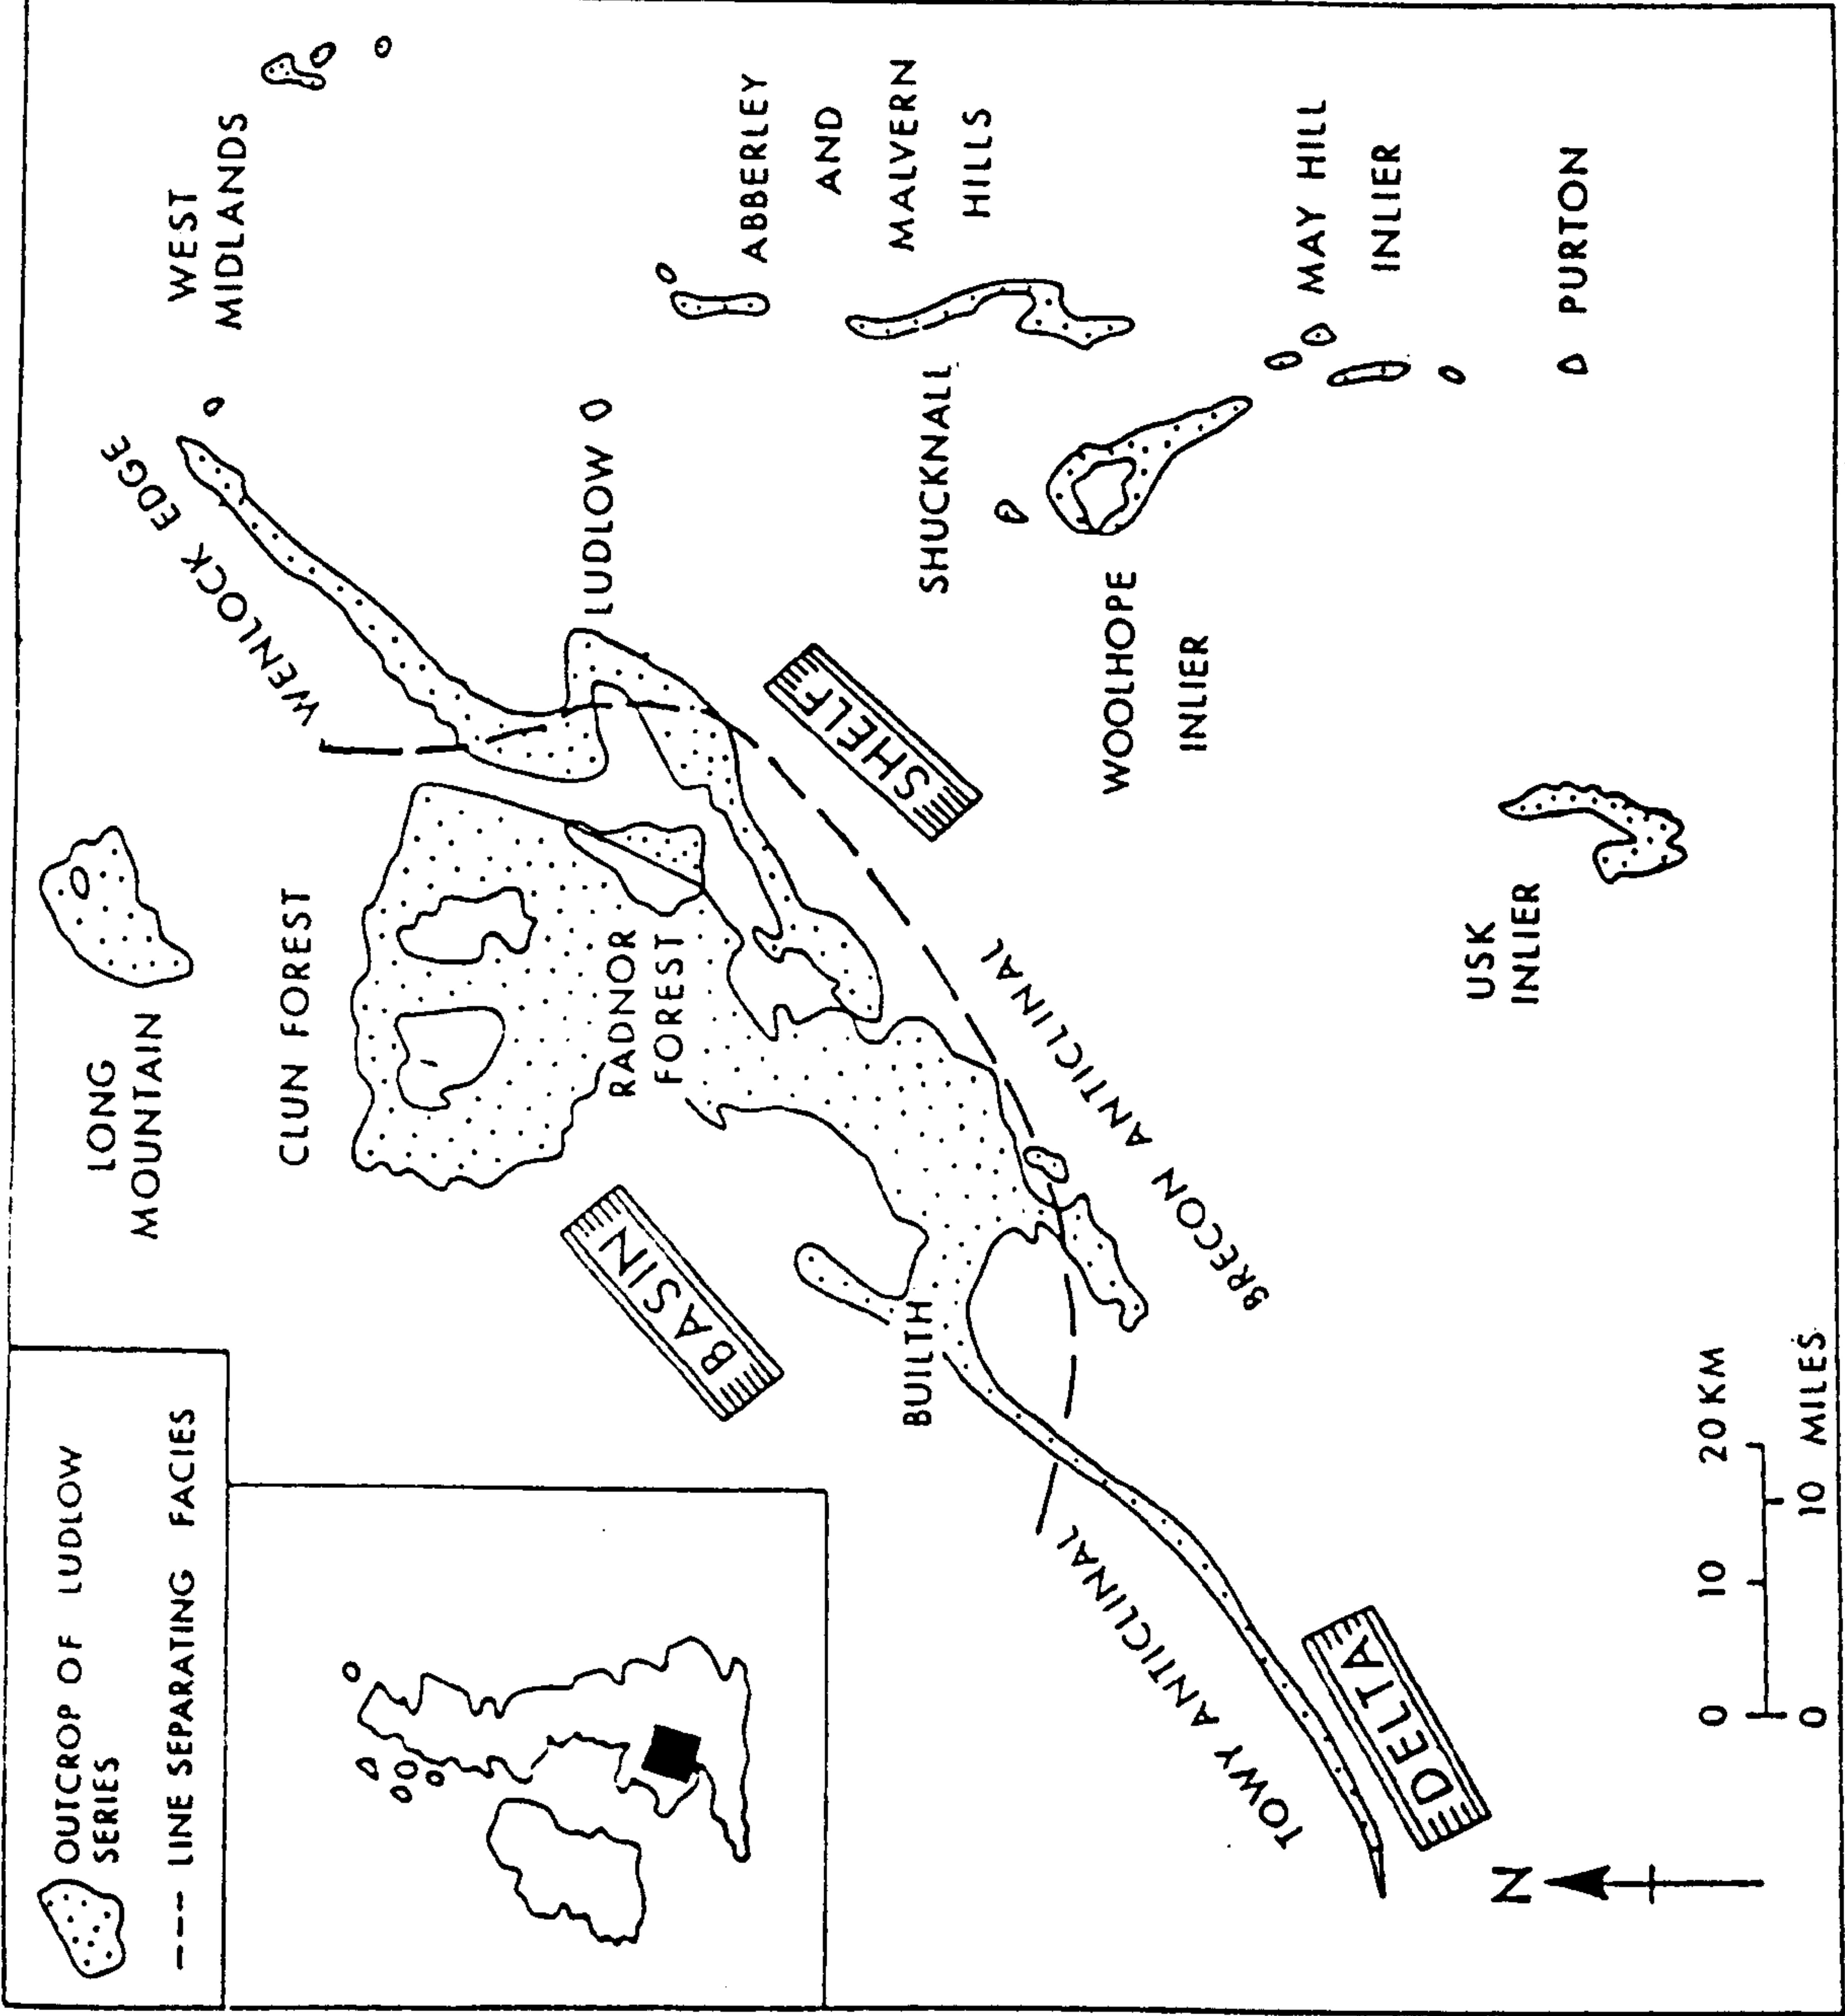 OUTCROP OF LUDLOW
SERIES
LINE SEPARATING FACIES
LONG
MOUNTAIN
WEST
MIDLANDS
WENLOCK EDGE
CLUN FOREST
LUDLOW
RADNOR
FOREST
ABBERLEY
AND
MALVERN
HILLS
BASIN
SHELF
BUILTH
SHUCKNALL
WOOLHOPE
INLIER
BRECON ANTICLINAL
MAY HILL
INLIER
TOWY ANTICLINAL
DELTA
USK
INLIER
PURTON
N
0 10 20 KM
0 10 MILES